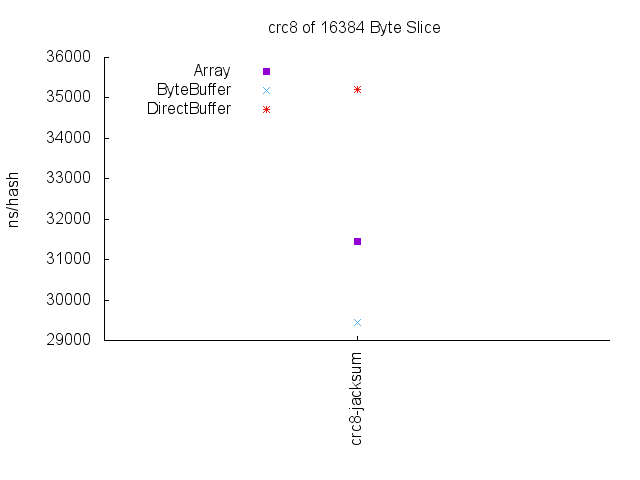 crc8 of 16384 Byte Slice
36000
35000
34000
33000
32000
31000
30000
29000
ns/hash
Array
ByteBuffer
DirectBuffer
crc8-jacksum